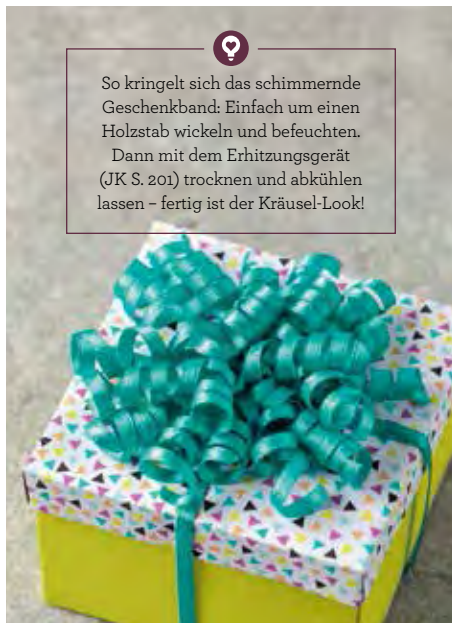 So kringelt sich das schimmernde
Geschenkband: Einfach um einen
Holzstab wickeln und befeuchten.
Dann mit dem Erhitzungsgerät
(JK S. 201) trocknen und abkühlen
lassen – fertig ist der Kräusel-Look!